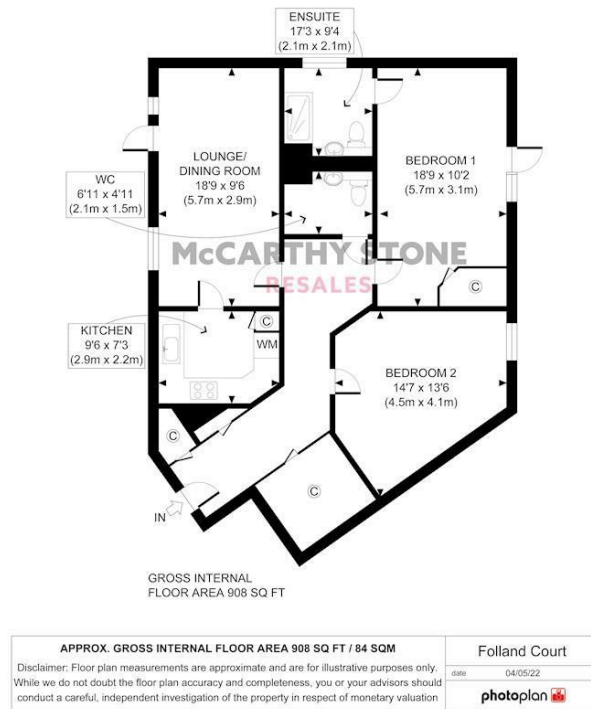 ENSUITE
17'3 x 9'4
(2.1m x 2.1m)
LOUNGE/
DINING ROOM
18'9 x 9'6
(5.7m x 2.9m)
BEDROOM 1
18'9 x 10'2
(5.7m x 3.1m)
WC
6'11 x 4'11
(2.1m x 1.5m)
McCARTHY STONE
RESALES
C
KITCHEN
9'6 x 7'3
(2.9m x 2.2m)
C
WM
BEDROOM 2
14'7 x 13'6
(4.5m x 4.1m)
C
C
IN
GROSS INTERNAL
FLOOR AREA 908 SQ FT
APPROX. GROSS INTERNAL FLOOR AREA 908 SQ FT / 84 SQM
Disclaimer: Floor plan measurements are approximate and are for illustrative purposes only.
While we do not doubt the floor plan accuracy and completeness, you or your advisors should
conduct a careful, independent investigation of the property in respect of monetary valuation
Folland Court
date 04/05/22
photoplan